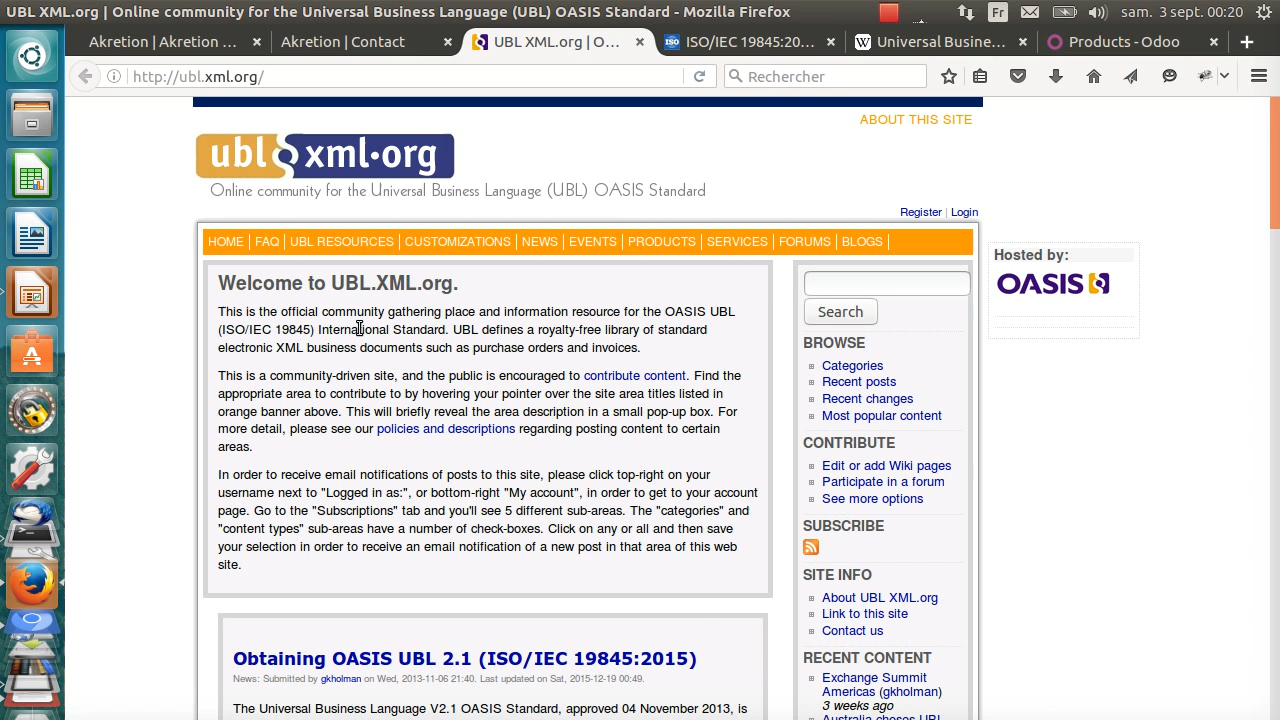 UBL XML.org | Online community for the Universal Business Language (UBL) OASIS Standard - Mozilla Firefox
Fr
sam. 3 sept. 00:20
Akretion | Akretion ...
Akretion | Contact
UBL XML.org | O...
ISO
ISO/IEC 19845:20...
W
Universal Busine...
Products - Odoo
http://ubl.xml.org/
Rechercher
ABOUT THIS SITE
ubl xml·org
Online community for the Universal Business Language (UBL) OASIS Standard
Register | Login
HOME | FAQ | UBL RESOURCES | CUSTOMIZATIONS | NEWS | EVENTS | PRODUCTS | SERVICES | FORUMS | BLOGS |
Hosted by:
OASIS
Welcome to UBL.XML.org.
This is the official community gathering place and information resource for the OASIS UBL
(ISO/IEC 19845) International Standard. UBL defines a royalty-free library of standard
electronic XML business documents such as purchase orders and invoices.
This is a community-driven site, and the public is encouraged to contribute content. Find the
appropriate area to contribute to by hovering your pointer over the site area titles listed in
orange banner above. This will briefly reveal the area description in a small pop-up box. For
more detail, please see our policies and descriptions regarding posting content to certain
areas.
In order to receive email notifications of posts to this site, please click top-right on your
username next to "Logged in as:", or bottom-right "My account", in order to get to your account
page. Go to the "Subscriptions" tab and you'll see 5 different sub-areas. The "categories" and
"content types" sub-areas have a number of check-boxes. Click on any or all and then save
your selection in order to receive an email notification of a new post in that area of this web
site.
Obtaining OASIS UBL 2.1 (ISO/IEC 19845:2015)
News: Submitted by gkholman on Wed, 2013-11-06 21:40. Last updated on Sat, 2015-12-19 00:49.
The Universal Business Language V2.1 OASIS Standard, approved 04 November 2013, is
Search
BROWSE
Categories
Recent posts
Recent changes
Most popular content
CONTRIBUTE
Edit or add Wiki pages
Participate in a forum
See more options
SUBSCRIBE
SITE INFO
About UBL XML.org
Link to this site
Contact us
RECENT CONTENT
Exchange Summit
Americas (gkholman)
3 weeks ago
Australia choses UBL